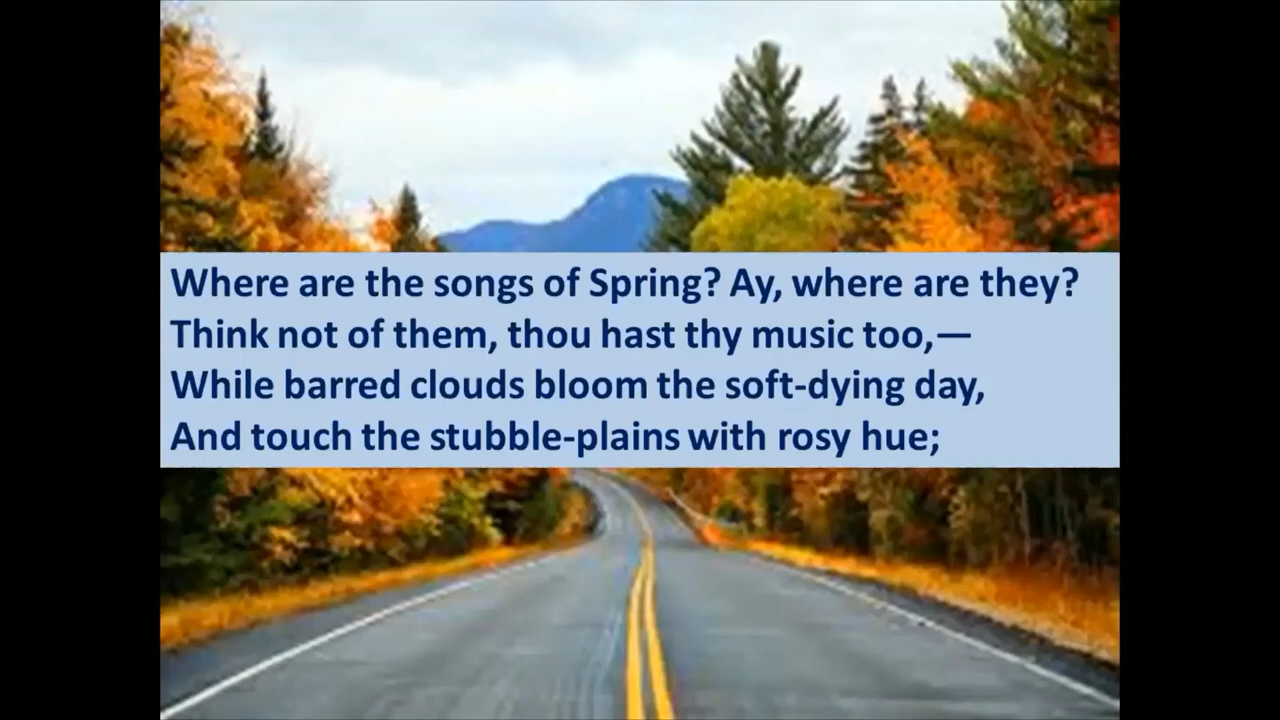 Where are the songs of Spring? Ay, where are they?
Think not of them, thou hast thy music too,—
While barred clouds bloom the soft-dying day,
And touch the stubble-plains with rosy hue;